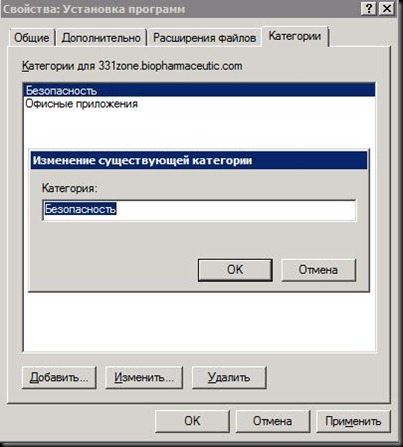 Свойства: Установка программ
Общие Дополнительно Расширения файлов Категории
Категории для 331zone.biopharmaceutic.com
Безопасность
Офисные приложения
Изменение существующей категории
Категория:
Безопасность
OK Отмена
Добавить... Изменить... Удалить
OK Отмена Применить